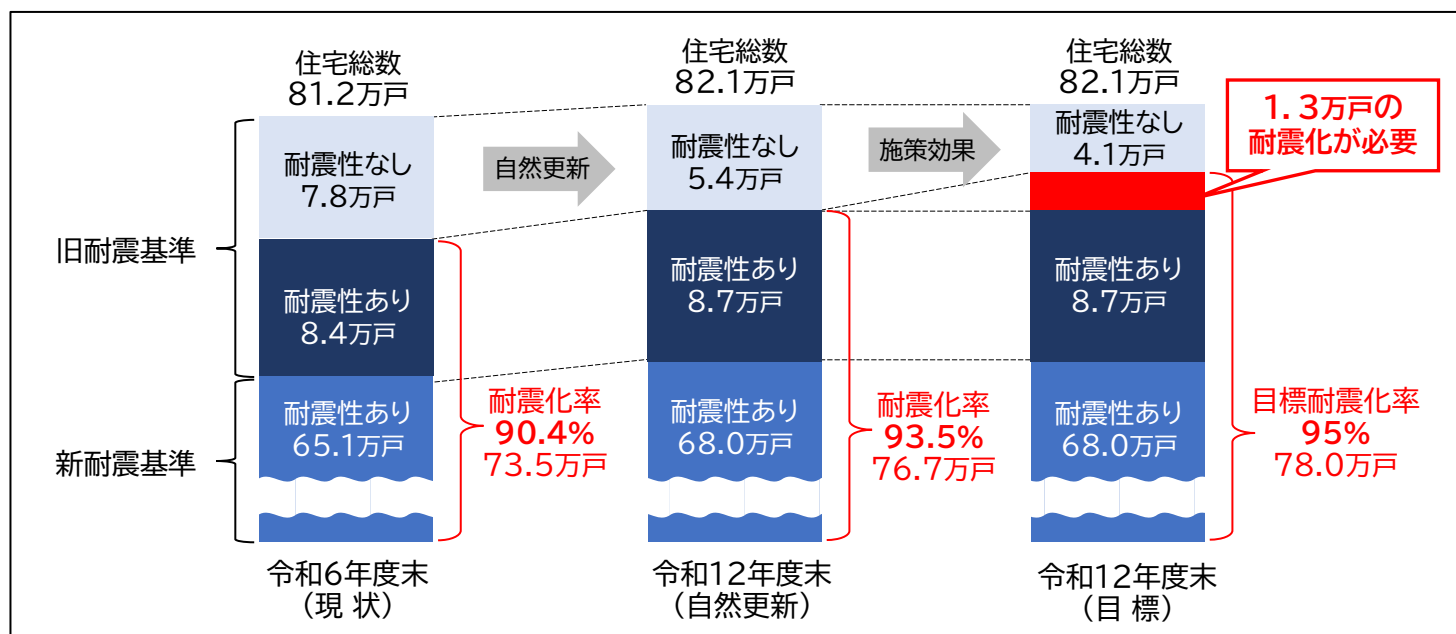 住宅総数
81.2万戸
耐震性なし
7.8万戸
耐震性あり
8.4万戸
耐震性あり
65.1万戸
旧耐震基準
新耐震基準
耐震化率
90.4%
73.5万戸
令和6年度末
(現 状)
自然更新
住宅総数
82.1万戸
耐震性なし
5.4万戸
耐震性あり
8.7万戸
耐震性あり
68.0万戸
耐震化率
93.5%
76.7万戸
令和12年度末
(自然更新)
施策効果
住宅総数
82.1万戸
耐震性なし
4.1万戸
1.3万戸の
耐震化が必要
耐震性あり
8.7万戸
耐震性あり
68.0万戸
目標耐震化率
95%
78.0万戸
令和12年度末
(目 標)